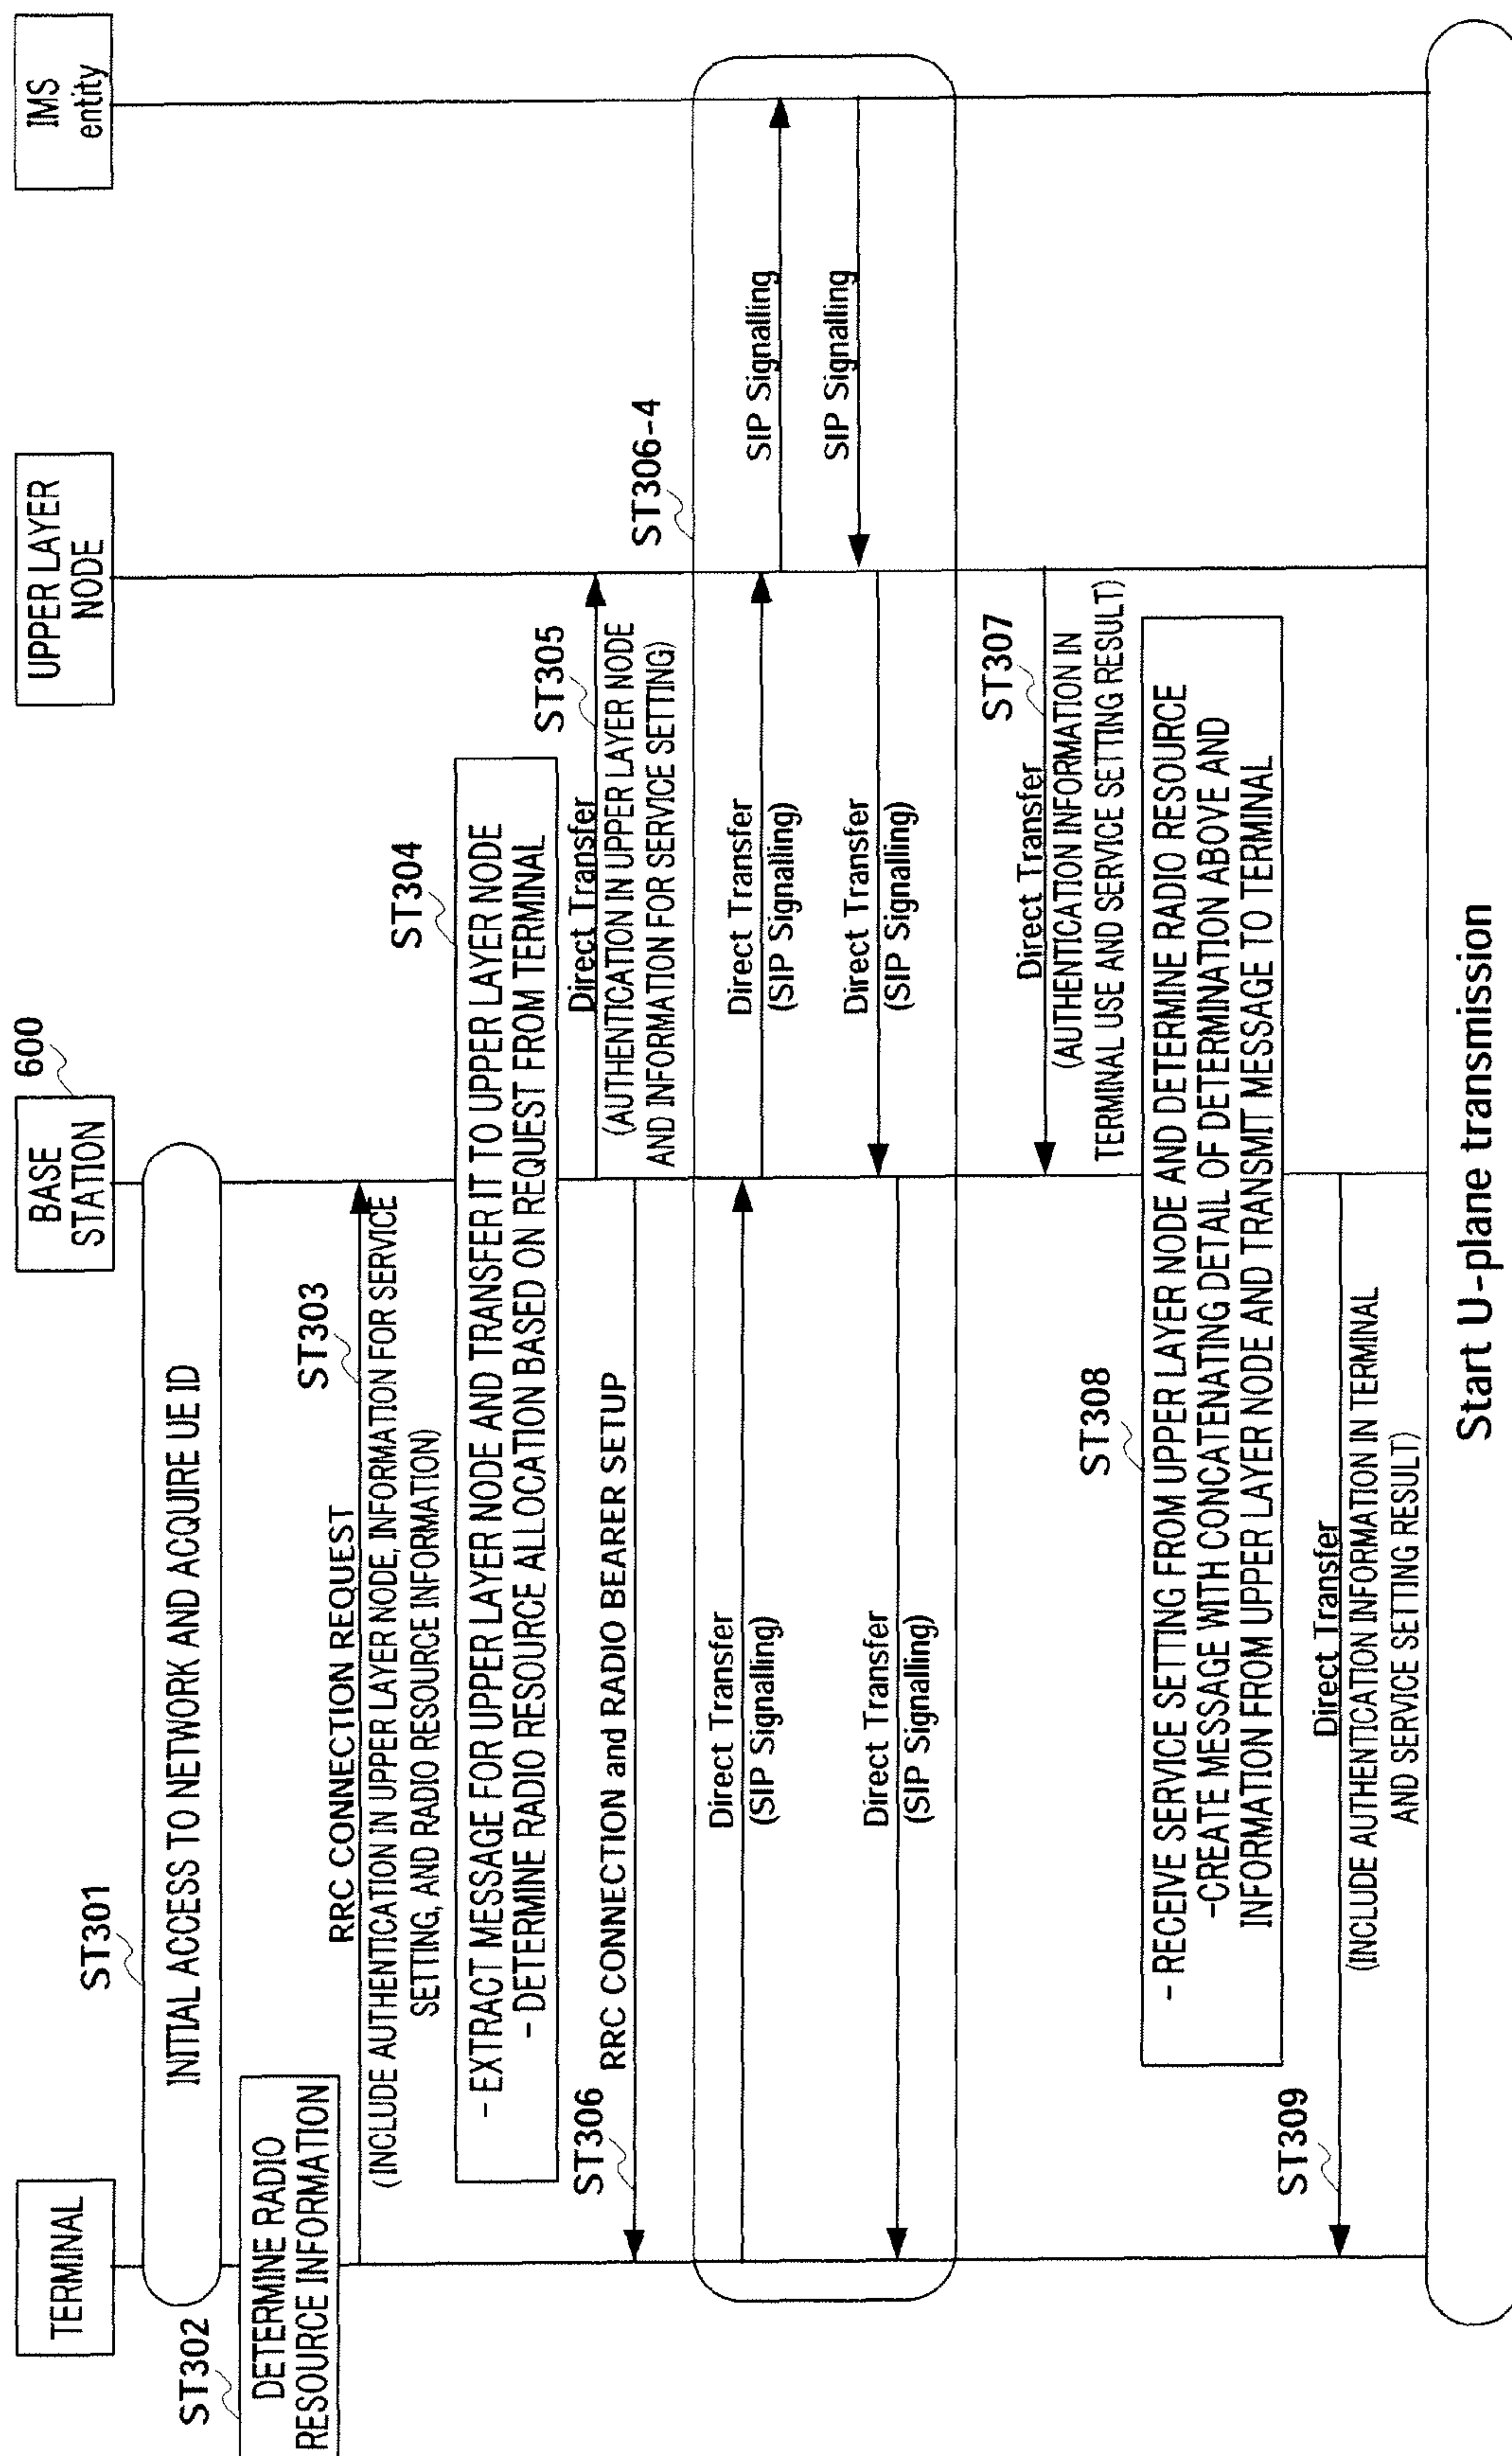 TERMINAL
BASE
STATION
600
UPPER LAYER
NODE
IMS
entity
ST301
INITIAL ACCESS TO NETWORK AND ACQUIRE UE ID
ST302
DETERMINE RADIO
RESOURCE INFORMATION
ST303
RRC CONNECTION REQUEST
(INCLUDE AUTHENTICATION IN UPPER LAYER NODE, INFORMATION FOR SERVICE
SETTING, AND RADIO RESOURCE INFORMATION)
ST304
- EXTRACT MESSAGE FOR UPPER LAYER NODE AND TRANSFER IT TO UPPER LAYER NODE
- DETERMINE RADIO RESOURCE ALLOCATION BASED ON REQUEST FROM TERMINAL
ST305
Direct Transfer
(AUTHENTICATION IN UPPER LAYER NODE
AND INFORMATION FOR SERVICE SETTING)
ST306
RRC CONNECTION and RADIO BEARER SETUP
ST306-4
Direct Transfer
(SIP Signalling)
Direct Transfer
(SIP Signalling)
SIP Signalling
SIP Signalling
Direct Transfer
(SIP Signalling)
Direct Transfer
(SIP Signalling)
ST307
Direct Transfer
(AUTHENTICATION INFORMATION IN
TERMINAL USE AND SERVICE SETTING RESULT)
ST308
- RECEIVE SERVICE SETTING FROM UPPER LAYER NODE AND DETERMINE RADIO RESOURCE
-CREATE MESSAGE WITH CONCATENATING DETAIL OF DETERMINATION ABOVE AND
INFORMATION FROM UPPER LAYER NODE AND TRANSMIT MESSAGE TO TERMINAL
ST309
Direct Transfer
(INCLUDE AUTHENTICATION INFORMATION IN TERMINAL
AND SERVICE SETTING RESULT)
Start U-plane transmission